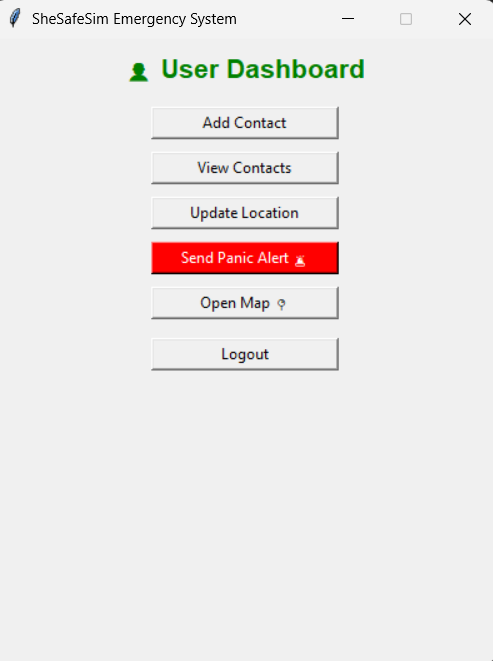 SheSafeSim Emergency System
👤 User Dashboard
Add Contact
View Contacts
Update Location
Send Panic Alert 🚨
Open Map 📍
Logout